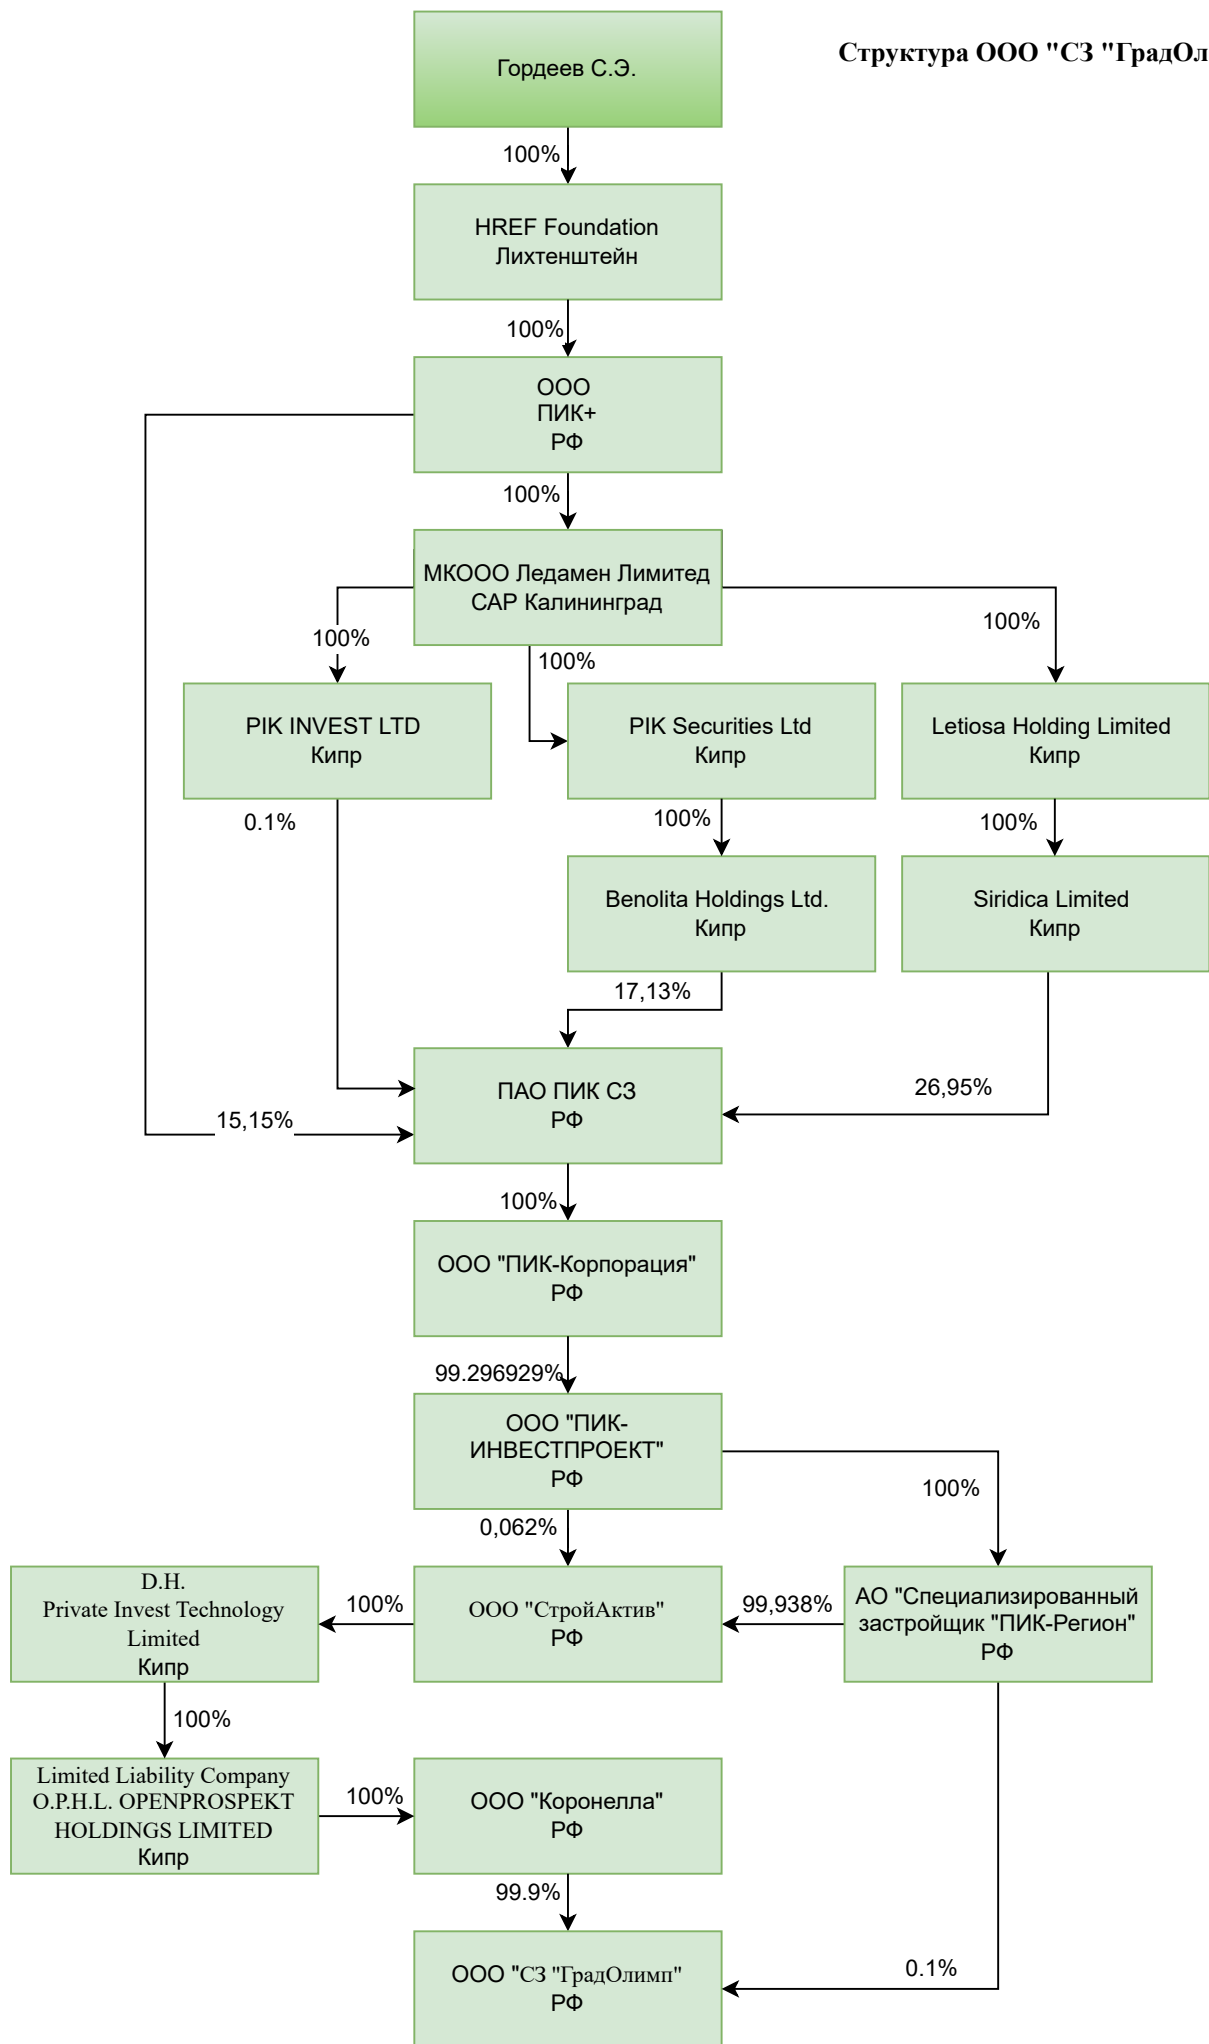 Структура ООО "СЗ "ГрадОл
Гордеев С.Э.
100%
HREF Foundation
Лихтенштейн
100%
ООО
ПИК+
РФ
100%
МКООО Ледамен Лимитед
САР Калининград
100%
100%
100%
PIK INVEST LTD
Кипр
PIK Securities Ltd
Кипр
Letiosa Holding Limited
Кипр
0.1%
100%
100%
Benolita Holdings Ltd.
Кипр
Siridica Limited
Кипр
17,13%
ПАО ПИК СЗ
РФ
26,95%
15,15%
100%
ООО "ПИК-Корпорация"
РФ
99.296929%
ООО "ПИК-
ИНВЕСТПРОЕКТ"
РФ
100%
0,062%
D.H.
Private Invest Technology
Limited
Кипр
100%
ООО "СтройАктив"
РФ
99,938%
АО "Специализированный
застройщик "ПИК-Регион"
РФ
100%
Limited Liability Company
O.P.H.L. OPENPROSPEKT
HOLDINGS LIMITED
Кипр
100%
ООО "Коронелла"
РФ
99.9%
ООО "СЗ "ГрадОлимп"
РФ
0.1%